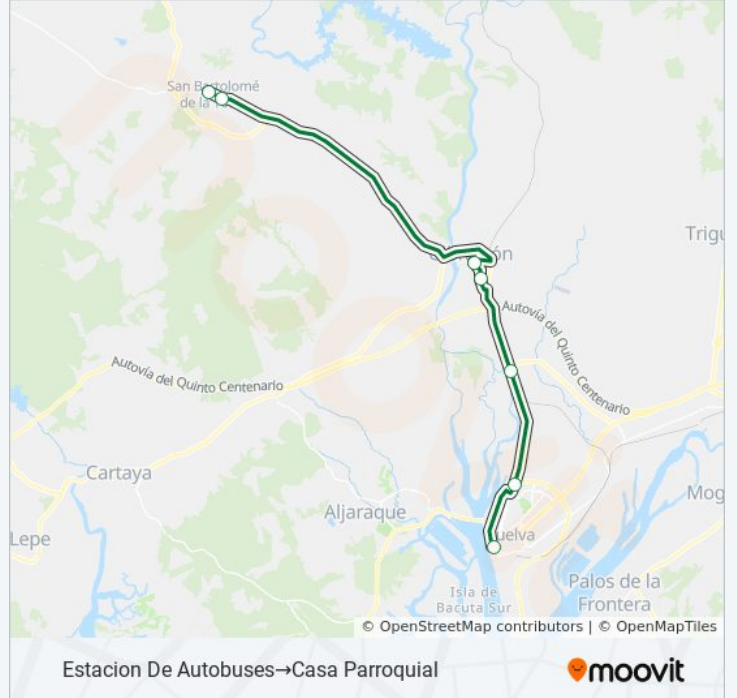 San Bartolomé
de la
Trigu
Autovía del Quinto Centenario
Autovía del Quinto Centenario
Cartaya
Aljaraque
Mog
Lepe
uelva
Palos de la
Frontera
Isla de
Bacuta Sur
© OpenStreetMap contributors | © OpenMapTiles
Estacion De Autobuses→Casa Parroquial
moovit